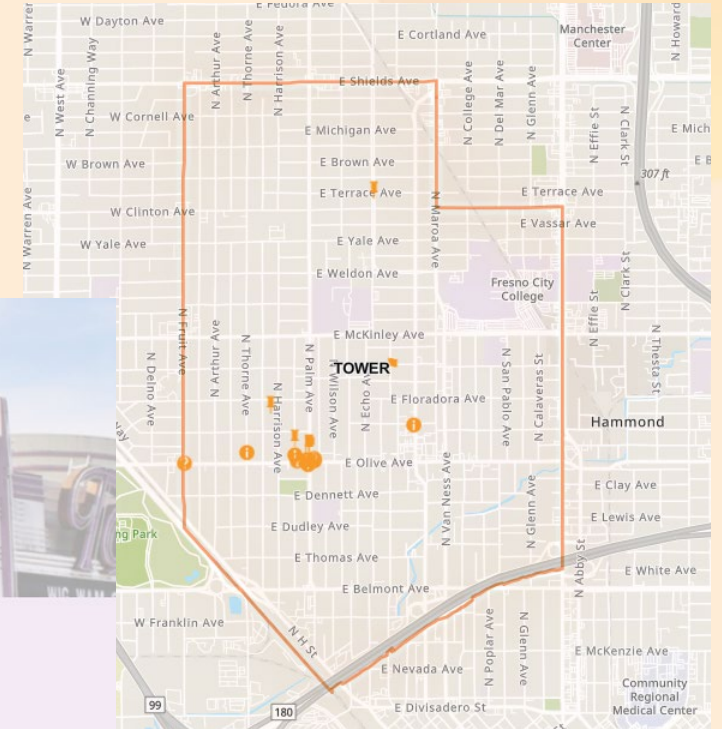 E Fedora Ave
W Dayton Ave
E Cortland Ave
Manchester
Center
N Warren
N West Ave
N Channing Way
N Arthur Ave
N Thorne Ave
N Harrison Ave
E Shields Ave
N College Ave
N Del Mar Ave
N Glenn Ave
N Howard
N Effie St
N Clark St
W Cornell Ave
E Michigan Ave
E Mich
W Brown Ave
E Brown Ave
E B
307 ft
N Warren Ave
E Terrace Ave
E Terrace Ave
W Clinton Ave
N Maroa Ave
E Vassar Ave
W Yale Ave
E Yale Ave
E Weldon Ave
Fresno City
College
N Clark St
N Effie St
N Fruit Ave
E McKinley Ave
N Delno Ave
N Arthur Ave
N Thorne Ave
N Harrison Ave
N Palm Ave
N Wilson Ave
TOWER
N Echo Av
N San Pablo Ave
N Calaveras St
N Thesta St
E Floradora Ave
Hammond
E Olive Ave
E Dennett Ave
N Van Ness Ave
N Glenn Ave
E Clay Ave
E Dudley Ave
E Lewis Ave
ng Park
E Thomas Ave
N Abby St
E White Ave
E Belmont Ave
W Franklin Ave
N H St
N Poplar Ave
N Glenn Ave
E McKenzie Ave
E Nevada Ave
Community
Regional
Medical Center
99
180
E Divisadero St